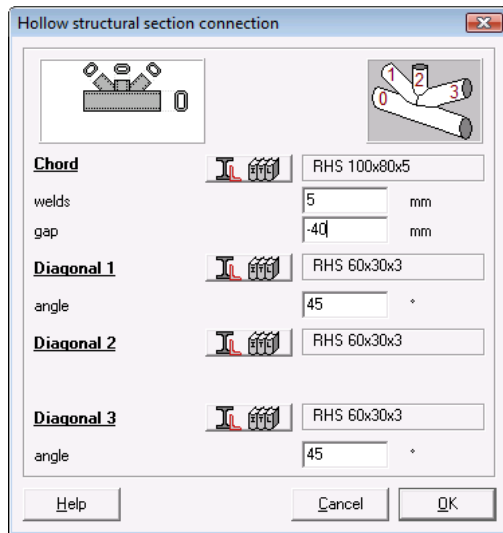 Hollow structural section connection
1 2 3 0
Chord RHS 100x80x5
welds 5 mm
gap -40 mm
Diagonal 1 RHS 60x30x3
angle 45 °
Diagonal 2 RHS 60x30x3
Diagonal 3 RHS 60x30x3
angle 45 °
Help Cancel OK